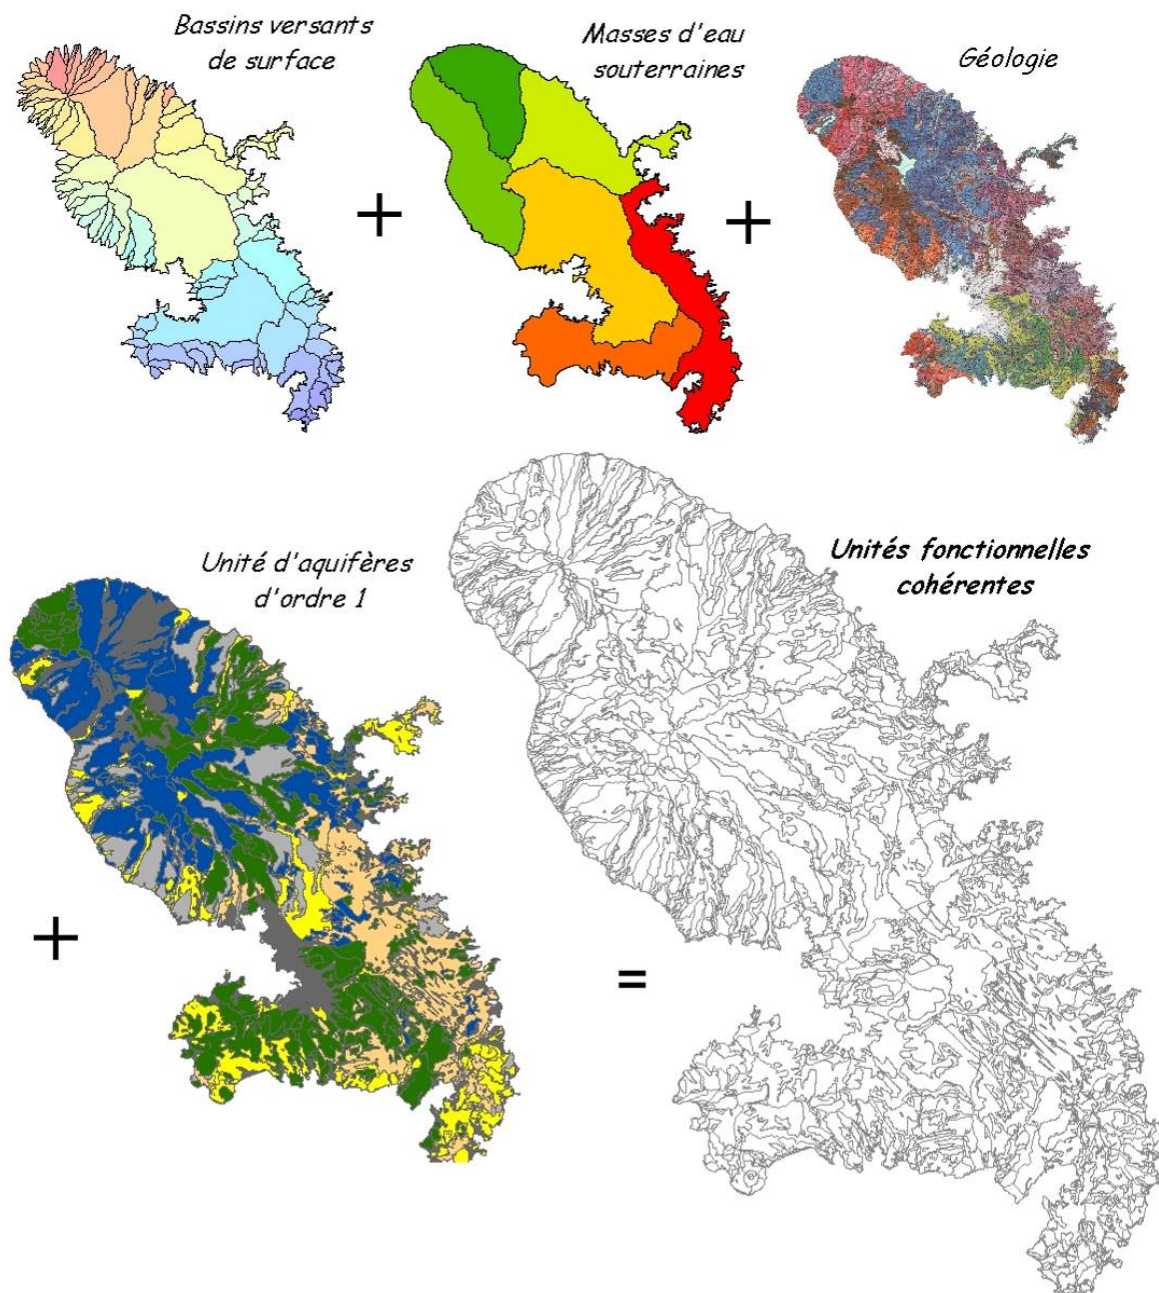 Bassins versants
de surface
+
Masses d'eau
souterraines
+
Géologie
+
Unité d'aquifères
d'ordre 1
=
Unités fonctionnelles
cohérentes